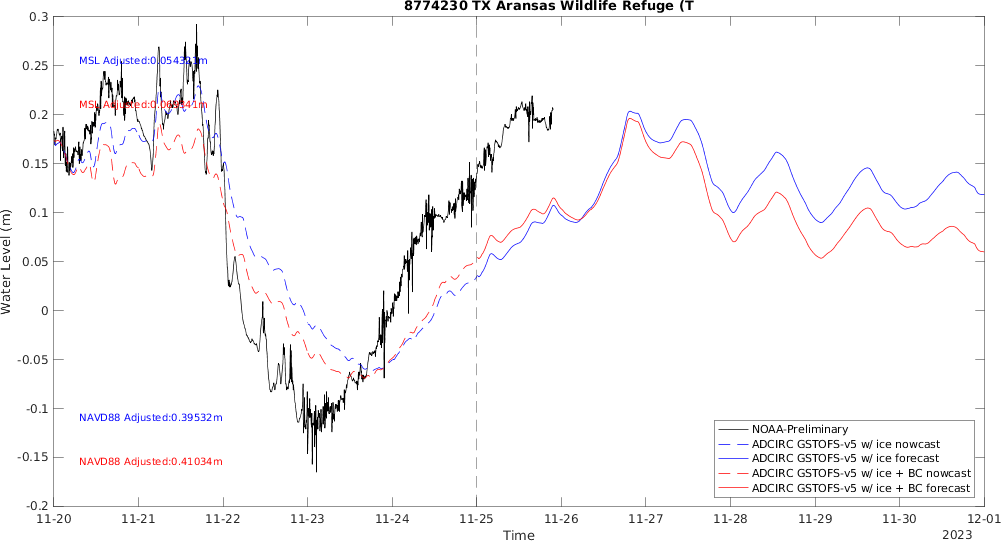 8774230 TX Aransas Wildlife Refuge (T
0.3
0.25
0.2
0.15
0.1
0.05
0
-0.05
-0.1
-0.15
-0.2
Water Level (m)
MSL Adjusted:
MSL Adjusted:
NAVD88 Adjusted:0.39532m
NAVD88 Adjusted:0.41034m
NOAA-Preliminary
ADCIRC GSTOFS-v5 w/ ice nowcast
ADCIRC GSTOFS-v5 w/ ice forecast
ADCIRC GSTOFS-v5 w/ ice + BC nowcast
ADCIRC GSTOFS-v5 w/ ice + BC forecast
11-20
11-21
11-22
11-23
11-24
11-25
11-26
11-27
11-28
11-29
11-30
12-01
Time
2023